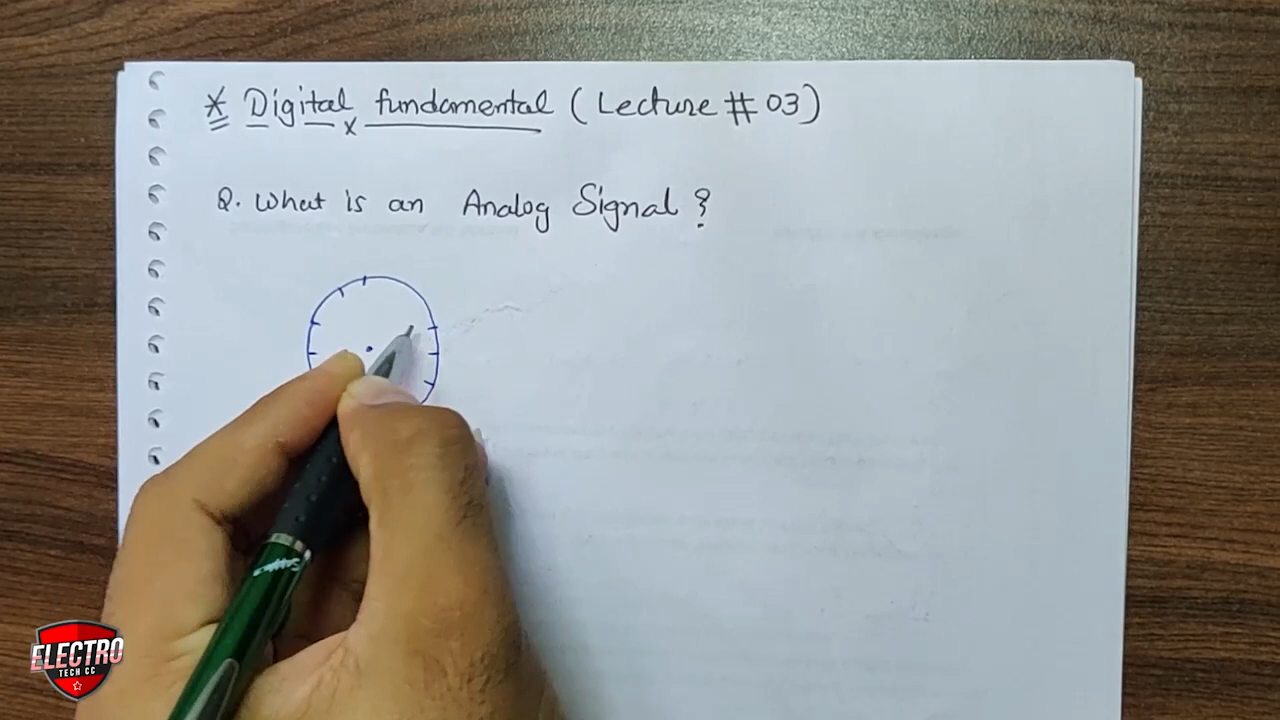 * Digital fundamental (Lecture # 03)
Q. What is an Analog Signal ?
ELECTRO
TECH CC